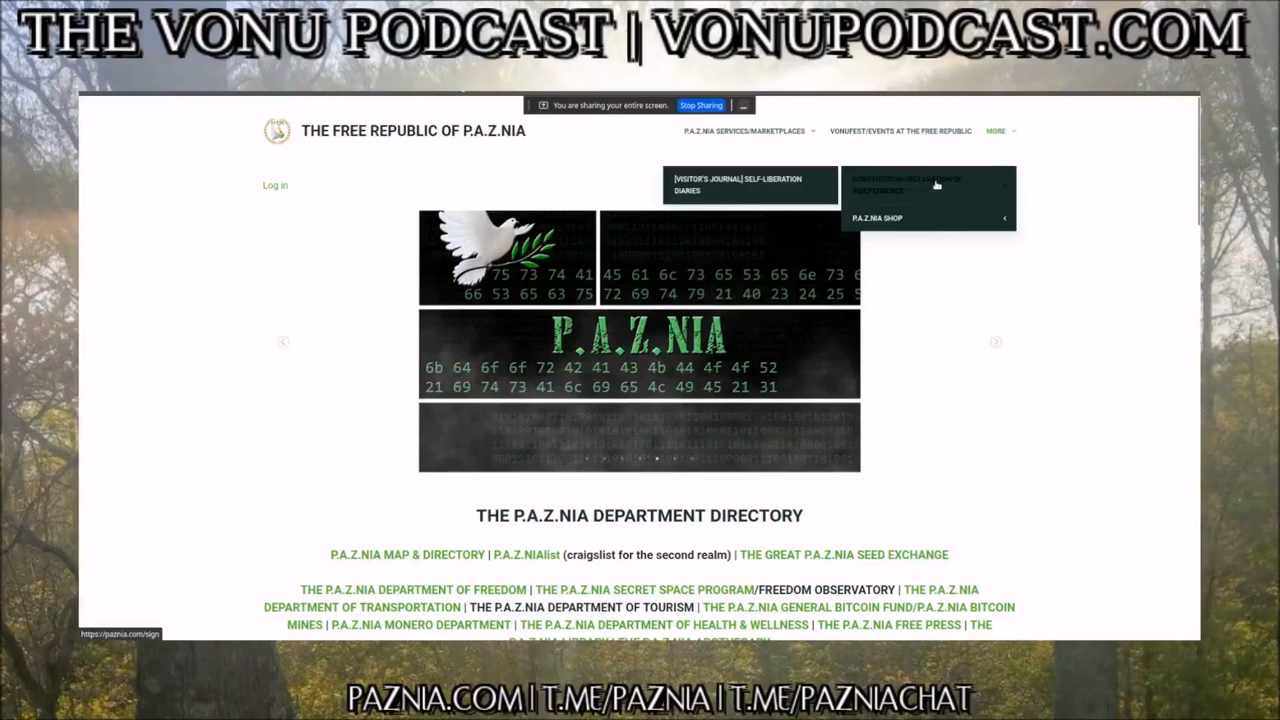 THE VONU PODCAST | VONUPODCAST.COM
You are sharing your entire screen. Stop Sharing
THE FREE REPUBLIC OF P.A.Z.NIA
P.A.Z.NIA SERVICES/MARKETPLACES
VONUFEST/EVENTS AT THE FREE REPUBLIC
MORE
Log in
[VISITOR'S JOURNAL] SELF-LIBERATION
DIARIES
INDEPENDENCE
P.A.Z.NIA SHOP
75 73 74 41 45 61 6c 73 65 53 65 6e 73
66 53 65 63 75 72 69 74 79 21 40 23 24 25
P.A.Z.NIA
6b 64 6f 6f 72 42 41 43 4b 44 4f 4f 52
21 69 74 73 41 6c 69 65 4c 49 45 21 31
THE P.A.Z.NIA DEPARTMENT DIRECTORY
P.A.Z.NIA MAP & DIRECTORY | P.A.Z.NIAlist (craigslist for the second realm) | THE GREAT P.A.Z.NIA SEED EXCHANGE
THE P.A.Z.NIA DEPARTMENT OF FREEDOM | THE P.A.Z.NIA SECRET SPACE PROGRAM/FREEDOM OBSERVATORY | THE P.A.Z.NIA
DEPARTMENT OF TRANSPORTATION | THE P.A.Z.NIA DEPARTMENT OF TOURISM | THE P.A.Z.NIA GENERAL BITCOIN FUND/P.A.Z.NIA BITCOIN
MINES | P.A.Z.NIA MONERO DEPARTMENT | THE P.A.Z.NIA DEPARTMENT OF HEALTH & WELLNESS | THE P.A.Z.NIA FREE PRESS | THE
P.A.Z.NIA LIBRARY | THE P.A.Z.NIA APOTHECARY
https://paznia.com/sign
PAZNIA.COM | T.ME/PAZNIA | T.ME/PAZNIACHAT